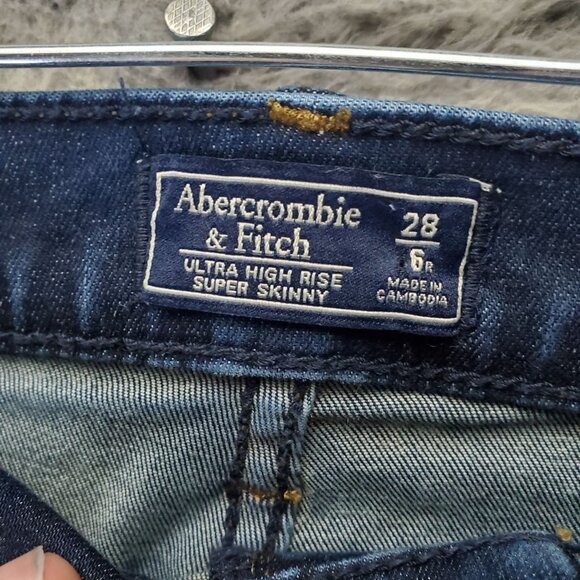 Abercrombie
& Fitch
ULTRA HIGH RISE
SUPER SKINNY
28
6R
MADE IN
CAMBODIA